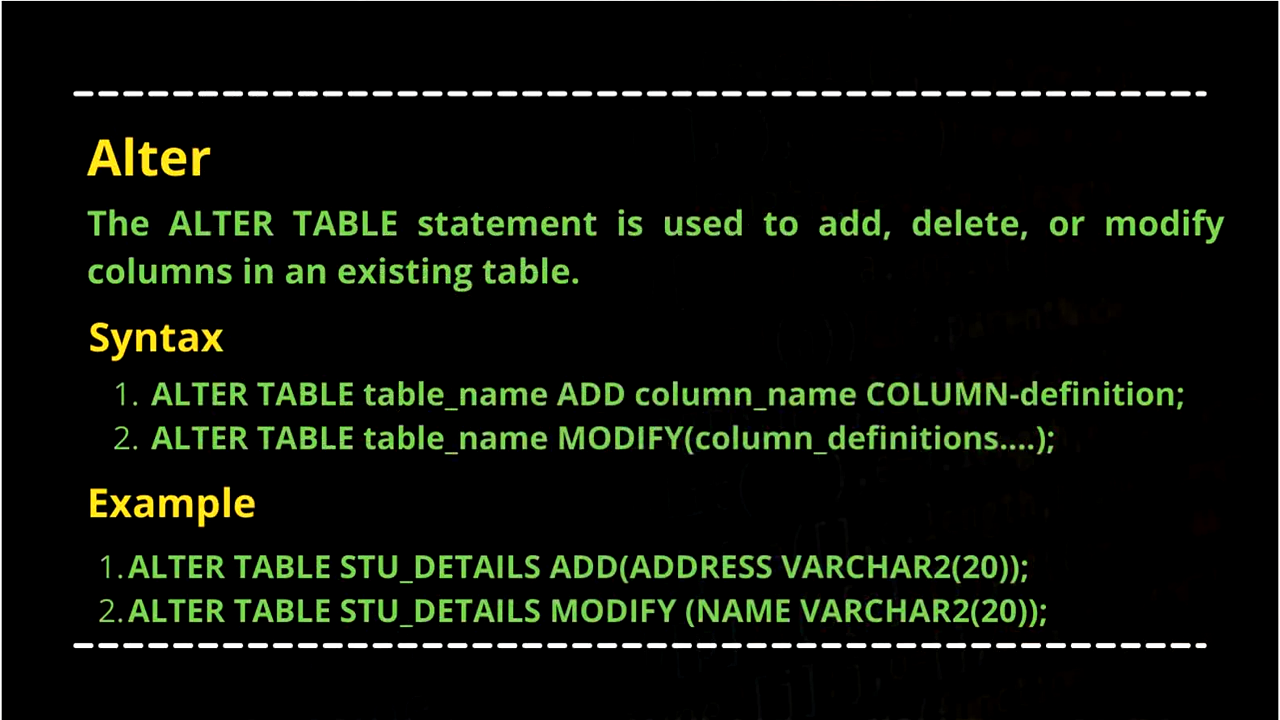 Alter
The ALTER TABLE statement is used to add, delete, or modify
columns in an existing table.
Syntax
1. ALTER TABLE table_name ADD column_name COLUMN-definition;
2. ALTER TABLE table_name MODIFY(column_definitions....);
Example
1. ALTER TABLE STU_DETAILS ADD(ADDRESS VARCHAR2(20));
2. ALTER TABLE STU_DETAILS MODIFY (NAME VARCHAR2(20));